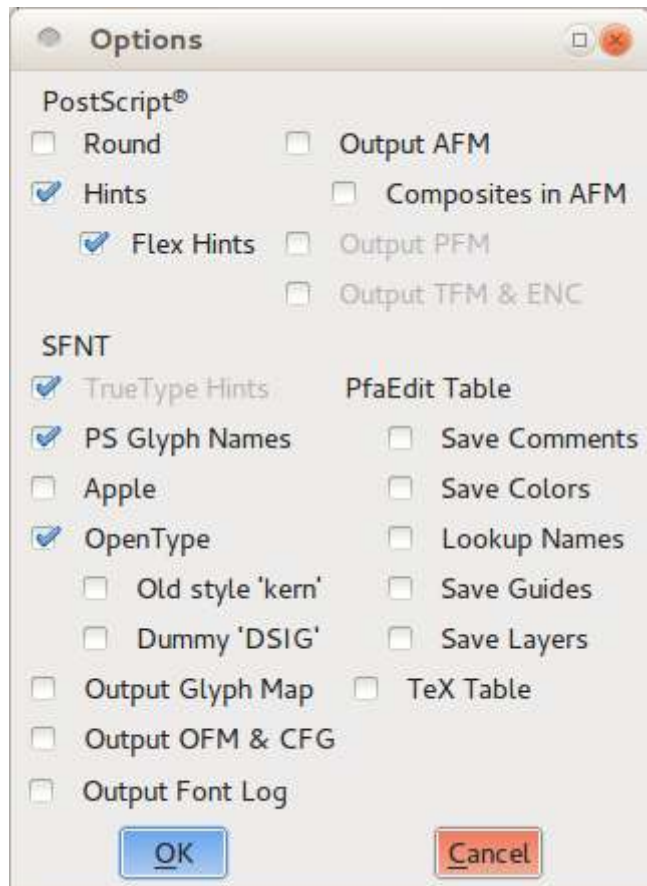 Options
PostScript®
Round Output AFM
Hints Composites in AFM
Flex Hints Output PFM
Output TFM & ENC
SFNT
TrueType Hints PfaEdit Table
PS Glyph Names Save Comments
Apple Save Colors
OpenType Lookup Names
Old style 'kern' Save Guides
Dummy 'DSIG' Save Layers
Output Glyph Map TeX Table
Output OFM & CFG
Output Font Log
OK Cancel